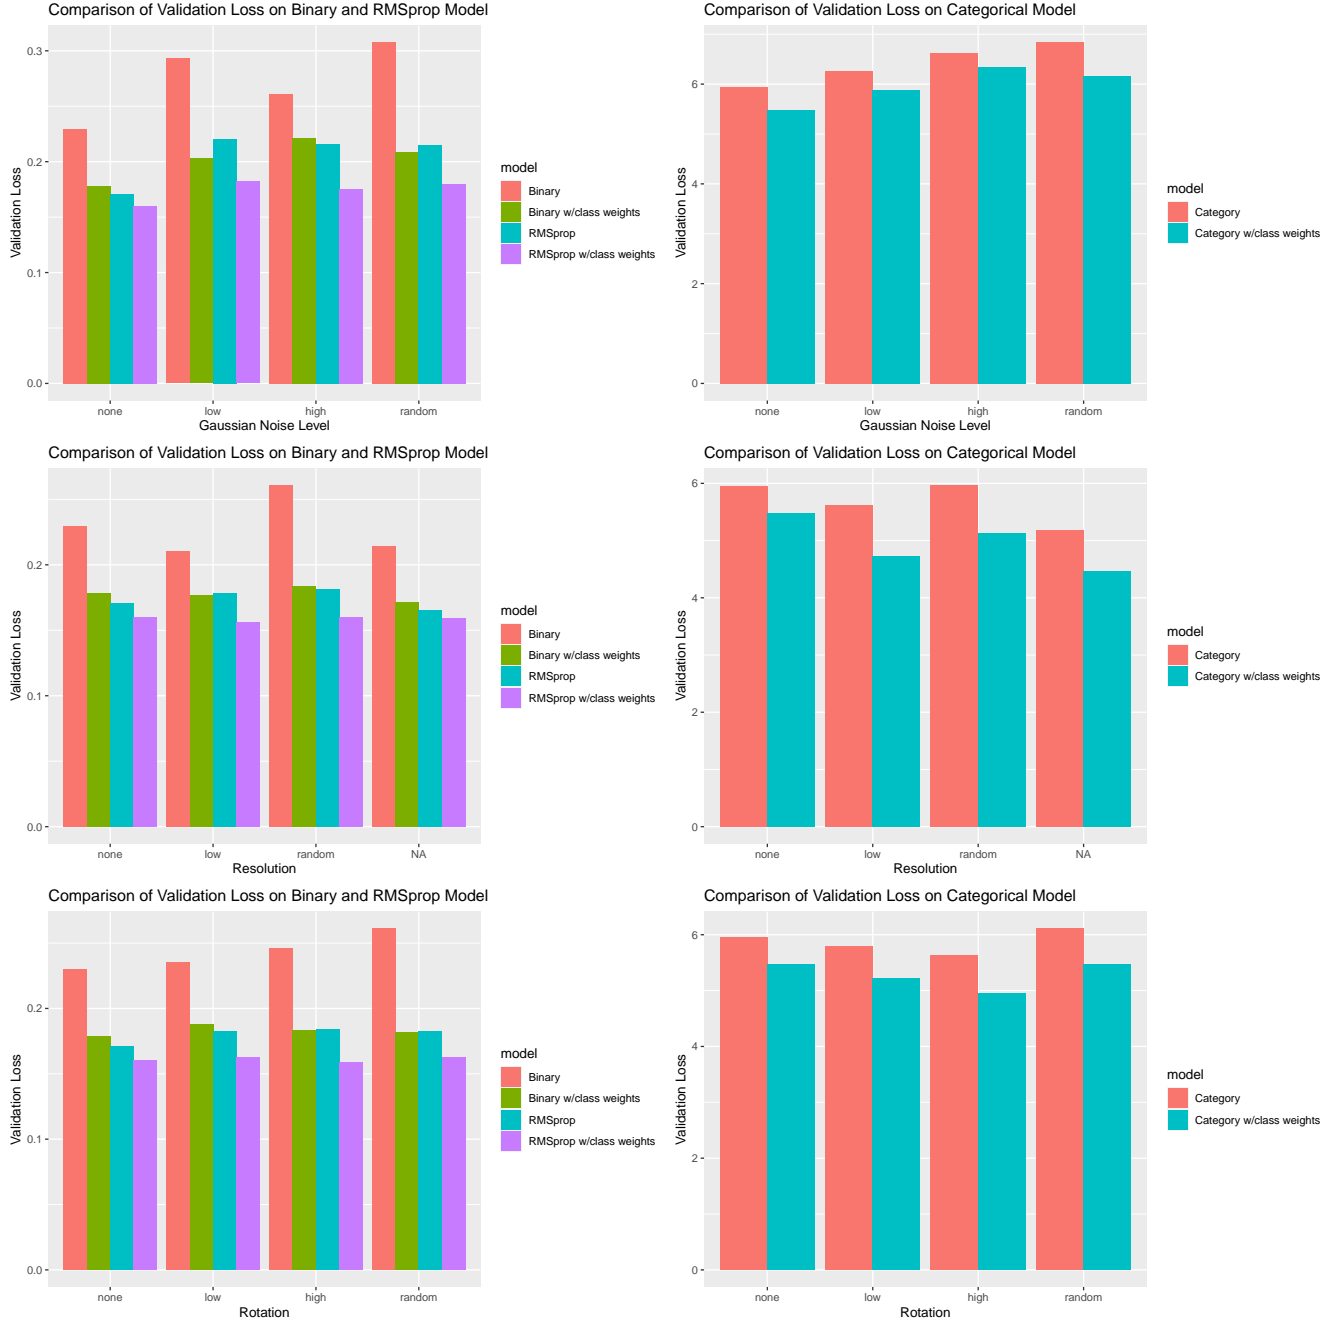 Comparison of Validation Loss on Binary and RMSprop Model
Validation Loss
0.3
0.2
0.1
0.0
none low high random
Gaussian Noise Level
model
Binary
Binary w/class weights
RMSprop
RMSprop w/class weights
Comparison of Validation Loss on Categorical Model
Validation Loss
6
4
2
0
none low high random
Gaussian Noise Level
model
Category
Category w/class weights
Comparison of Validation Loss on Binary and RMSprop Model
Validation Loss
0.2
0.1
0.0
none low random NA
Resolution
model
Binary
Binary w/class weights
RMSprop
RMSprop w/class weights
Comparison of Validation Loss on Categorical Model
Validation Loss
6
4
2
0
none low random NA
Resolution
model
Category
Category w/class weights
Comparison of Validation Loss on Binary and RMSprop Model
Validation Loss
0.2
0.1
0.0
none low high random
Rotation
model
Binary
Binary w/class weights
RMSprop
RMSprop w/class weights
Comparison of Validation Loss on Categorical Model
Validation Loss
6
4
2
0
none low high random
Rotation
model
Category
Category w/class weights